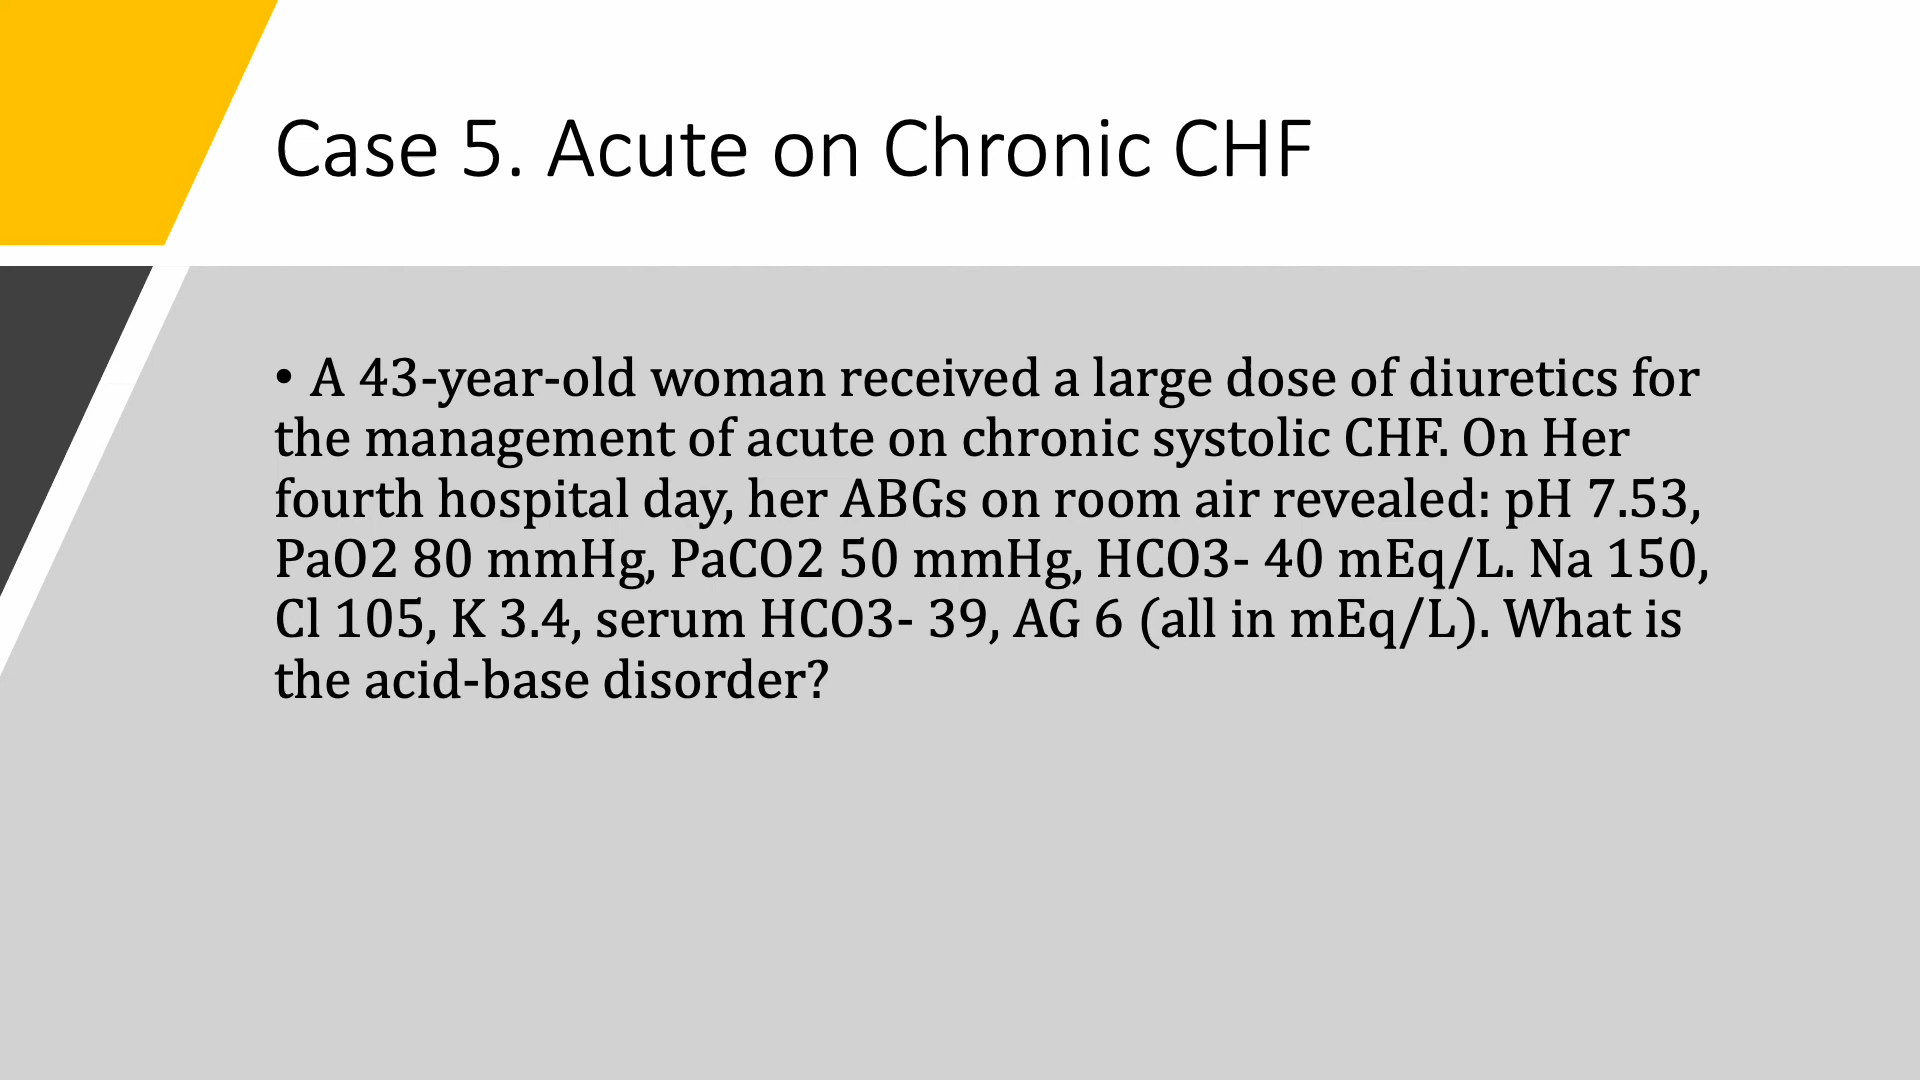 Case 5. Acute on Chronic CHF
• A 43-year-old woman received a large dose of diuretics for
the management of acute on chronic systolic CHF. On Her
fourth hospital day, her ABGs on room air revealed: pH 7.53,
PaO2 80 mmHg, PaCO2 50 mmHg, HCO3- 40 mEq/L. Na 150,
Cl 105, K 3.4, serum HCO3- 39, AG 6 (all in mEq/L). What is
the acid-base disorder?